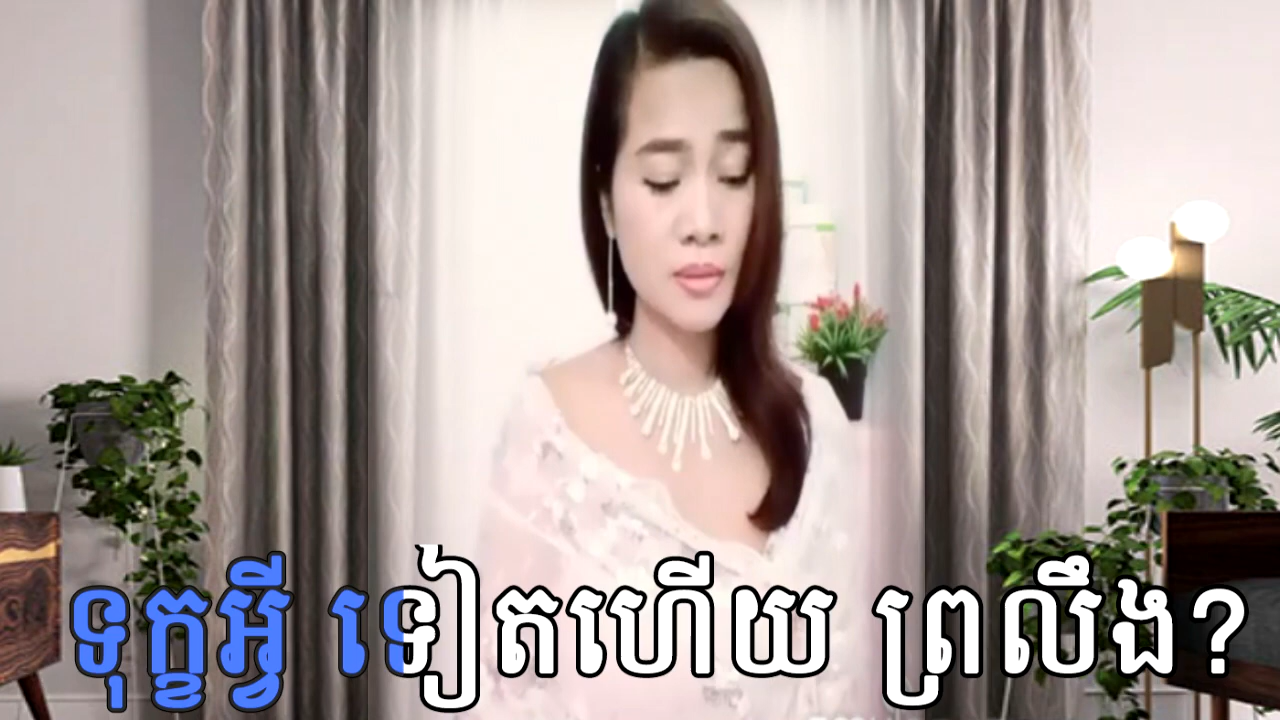 ទុក្ខអ្វី ទៀតហើយ ព្រលឹង?